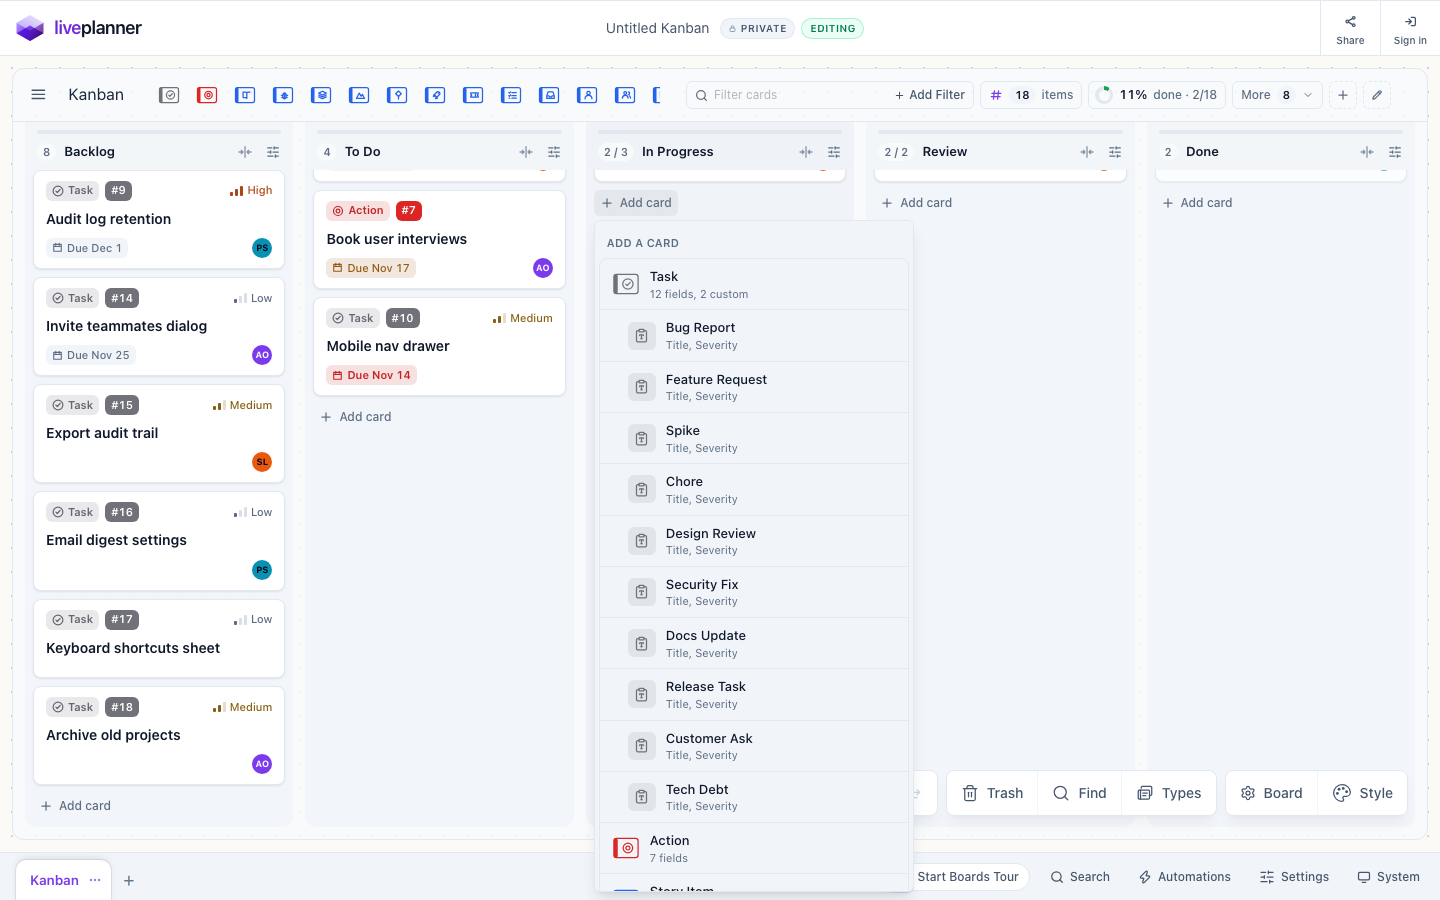 liveplanner
Untitled Kanban
PRIVATE
EDITING
Share
Sign in
Kanban
Filter cards
Add Filter
18 items
11% done · 2/18
More 8
8 Backlog
Task #9 High
Audit log retention
Due Dec 1 PS
Task #14 Low
Invite teammates dialog
Due Nov 25 AO
Task #15 Medium
Export audit trail
SL
Task #16 Low
Email digest settings
PS
Task #17 Low
Keyboard shortcuts sheet
Task #18 Medium
Archive old projects
AO
Add card
4 To Do
Action #7
Book user interviews
Due Nov 17 AO
Task #10 Medium
Mobile nav drawer
Due Nov 14
Add card
2 / 3 In Progress
Add card
ADD A CARD
Task
12 fields, 2 custom
Bug Report
Title, Severity
Feature Request
Title, Severity
Spike
Title, Severity
Chore
Title, Severity
Design Review
Title, Severity
Security Fix
Title, Severity
Docs Update
Title, Severity
Release Task
Title, Severity
Customer Ask
Title, Severity
Tech Debt
Title, Severity
Action
7 fields
Story Item
2 / 2 Review
Add card
2 Done
Add card
Trash
Find
Types
Board
Style
Kanban
Start Boards Tour
Search
Automations
Settings
System